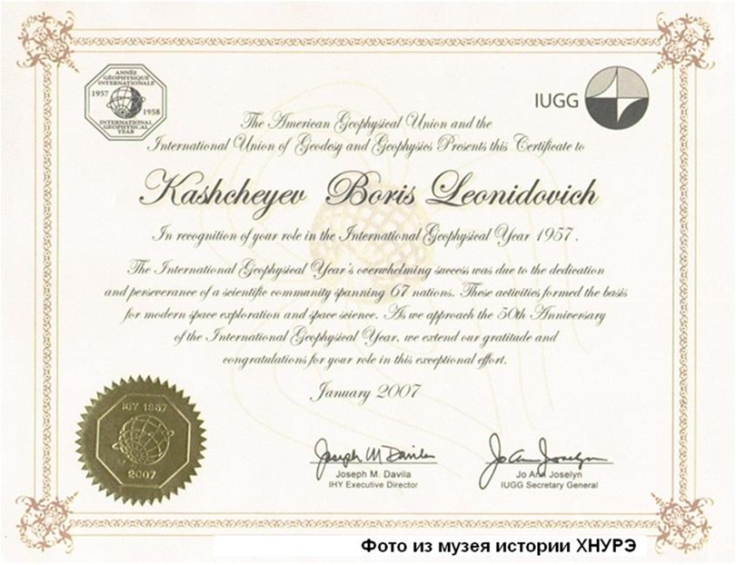 ANNÉE
GÉOPHYSIQUE
INTERNATIONALE
1957
1958
INTERNATIONAL
GEOPHYSICAL
YEAR
IUGG
The American Geophysical Union and the
International Union of Geodesy and Geophysics Presents this Certificate to
Kashcheyev Boris Leonidovich
In recognition of your role in the International Geophysical Year 1957.
The International Geophysical Year's overwhelming success was due to the dedication
and perseverance of a scientific community spanning 67 nations. These activities formed the basis
for modern space exploration and space science. As we approach the 50th Anniversary
of the International Geophysical Year, we extend our gratitude and
congratulations for your role in this exceptional effort.
January 2007
IGY 1957
2007
Joseph M Davila
Jo Ann Joselyn
Joseph M. Davila
Jo Ann Joselyn
IHY Executive Director
IUGG Secretary General
Фото из музея истории ХНУРЭ